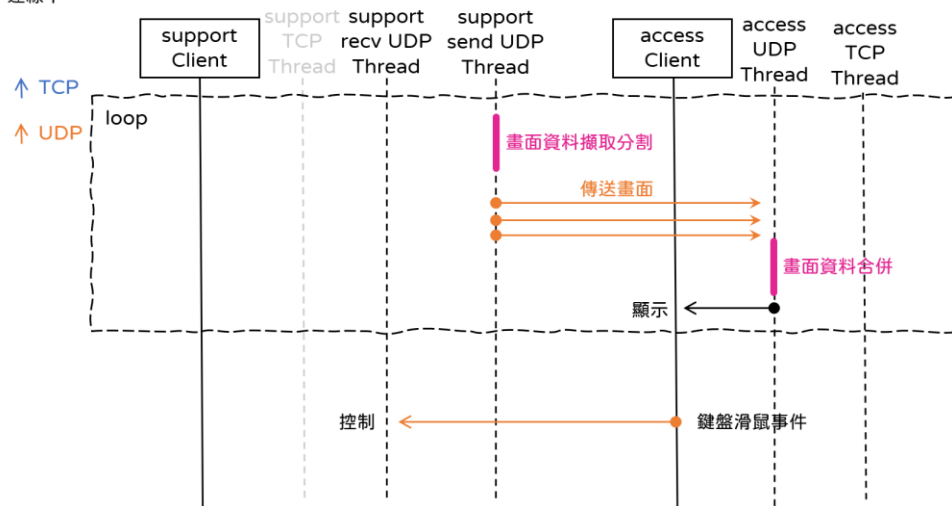 support
Client
support
TCP
Thread
support
recv UDP
Thread
support
send UDP
Thread
access
Client
access
UDP
Thread
access
TCP
Thread
↑ TCP
↑ UDP
loop
畫面資料擷取分割
傳送畫面
畫面資料合併
顯示
控制
鍵盤滑鼠事件